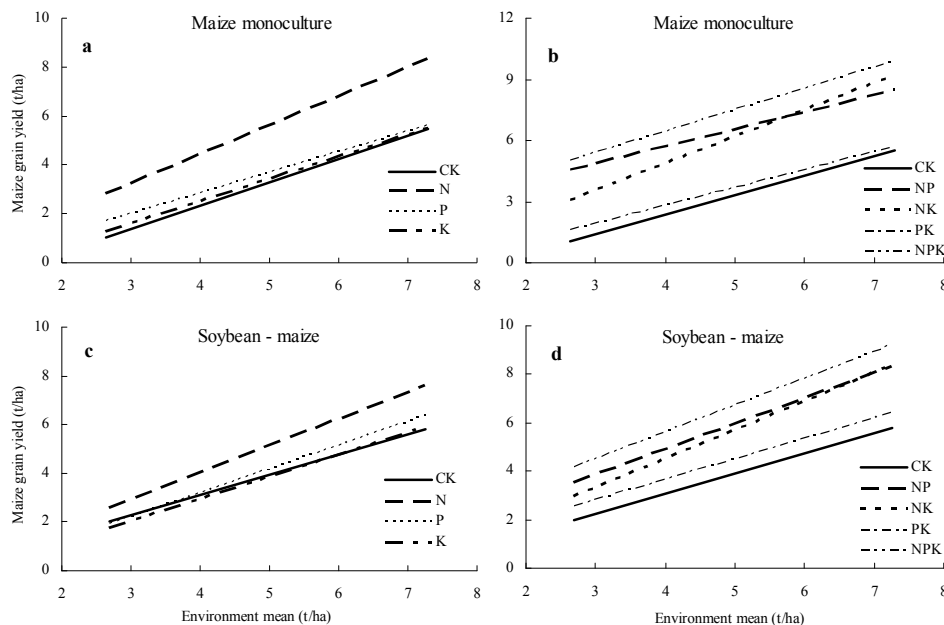 Maize monoculture
a
Maize grain yield (t/ha)
10
8
6
4
2
0
2 3 4 5 6 7 8
CK
N
P
K
Maize monoculture
b
12
9
6
3
0
2 3 4 5 6 7 8
CK
NP
NK
PK
NPK
Soybean - maize
c
Maize grain yield (t/ha)
10
8
6
4
2
0
2 3 4 5 6 7 8
Environment mean (t/ha)
CK
N
P
K
Soybean - maize
d
10
8
6
4
2
0
2 3 4 5 6 7 8
Environment mean (t/ha)
CK
NP
NK
PK
NPK